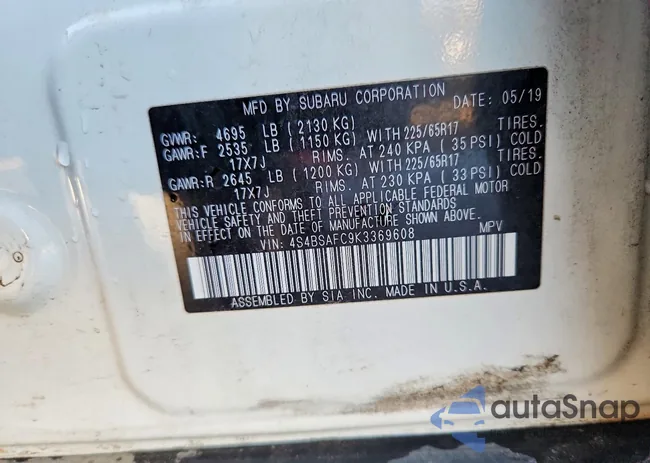 MFD BY SUBARU CORPORATION DATE: 05/19
GVWR: 4695 LB ( 2130 KG)
GAWR:F 2535 LB ( 1150 KG) WITH 225/65R17 TIRES.
17X7J RIMS. AT 240 KPA ( 35 PSI) COLD
GAWR:R 2645 LB ( 1200 KG) WITH 225/65R17 TIRES.
17X7J RIMS. AT 230 KPA ( 33 PSI) COLD
THIS VEHICLE CONFORMS TO ALL APPLICABLE FEDERAL MOTOR
VEHICLE SAFETY AND THEFT PREVENTION STANDARDS
IN EFFECT ON THE DATE OF MANUFACTURE SHOWN ABOVE.
VIN: 4S4BSAFC9K3369608 MPV
ASSEMBLED BY SIA INC. MADE IN U.S.A.
autoSnap